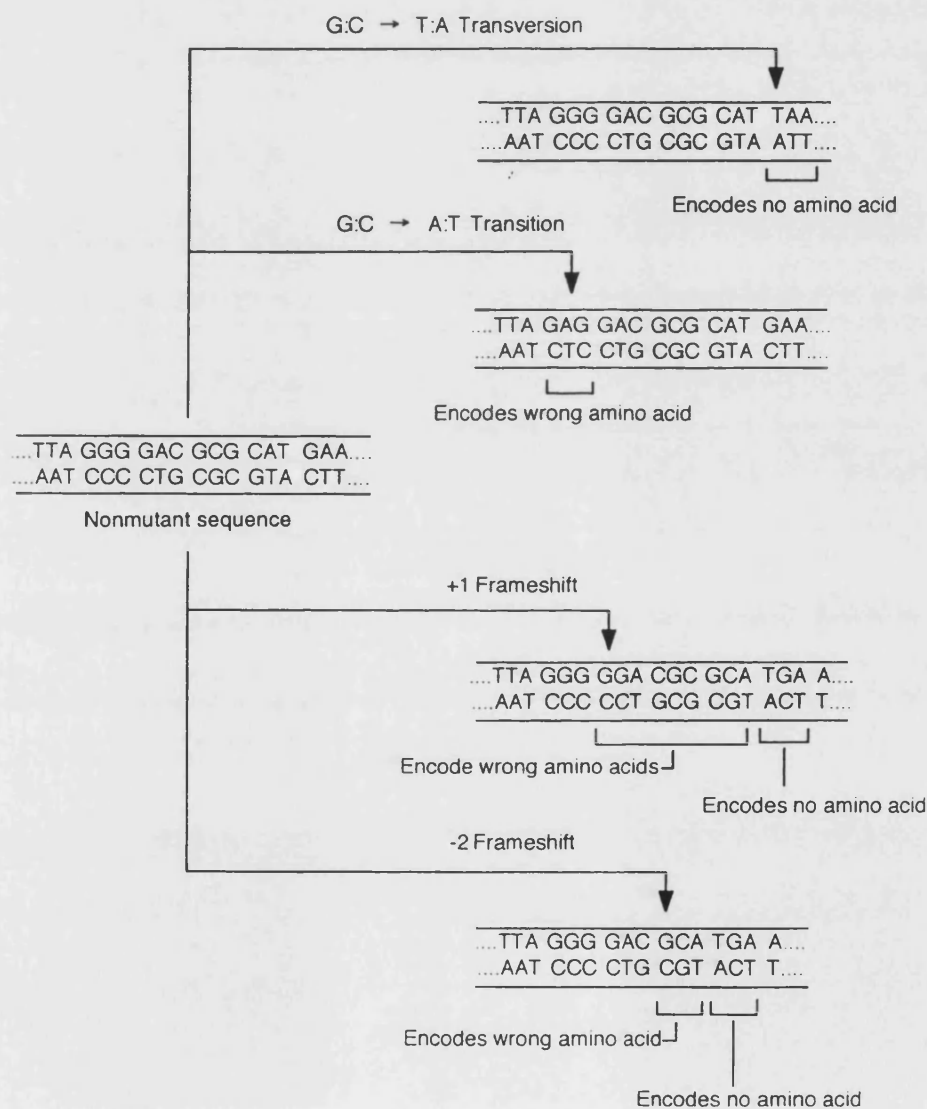 G:C → T:A Transversion
....TTA GGG GAC GCG CAT TAA....
....AAT CCC CTG CGC GTA ATT....
Encodes no amino acid
G:C → A:T Transition
....TTA GAG GAC GCG CAT GAA....
....AAT CTC CTG CGC GTA CTT....
Encodes wrong amino acid
....TTA GGG GAC GCG CAT GAA....
....AAT CCC CTG CGC GTA CTT....
Nonmutant sequence
+1 Frameshift
....TTA GGG GGA CGC GCA TGA A....
....AAT CCC CCT GCG CGT ACT T....
Encode wrong amino acids
Encodes no amino acid
-2 Frameshift
....TTA GGG GAC GCA TGA A....
....AAT CCC CTG CGT ACT T....
Encodes wrong amino acid
Encodes no amino acid